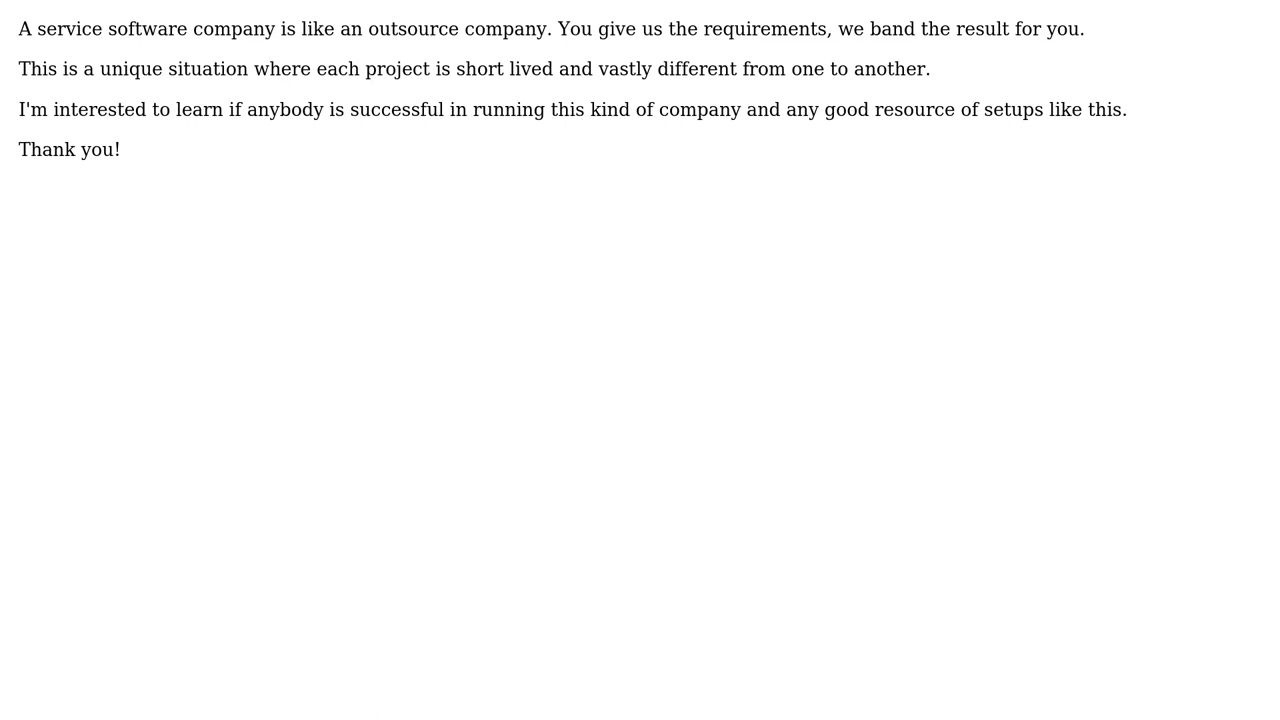 A service software company is like an outsource company. You give us the requirements, we band the result for you.
This is a unique situation where each project is short lived and vastly different from one to another.
I'm interested to learn if anybody is successful in running this kind of company and any good resource of setups like this.
Thank you!